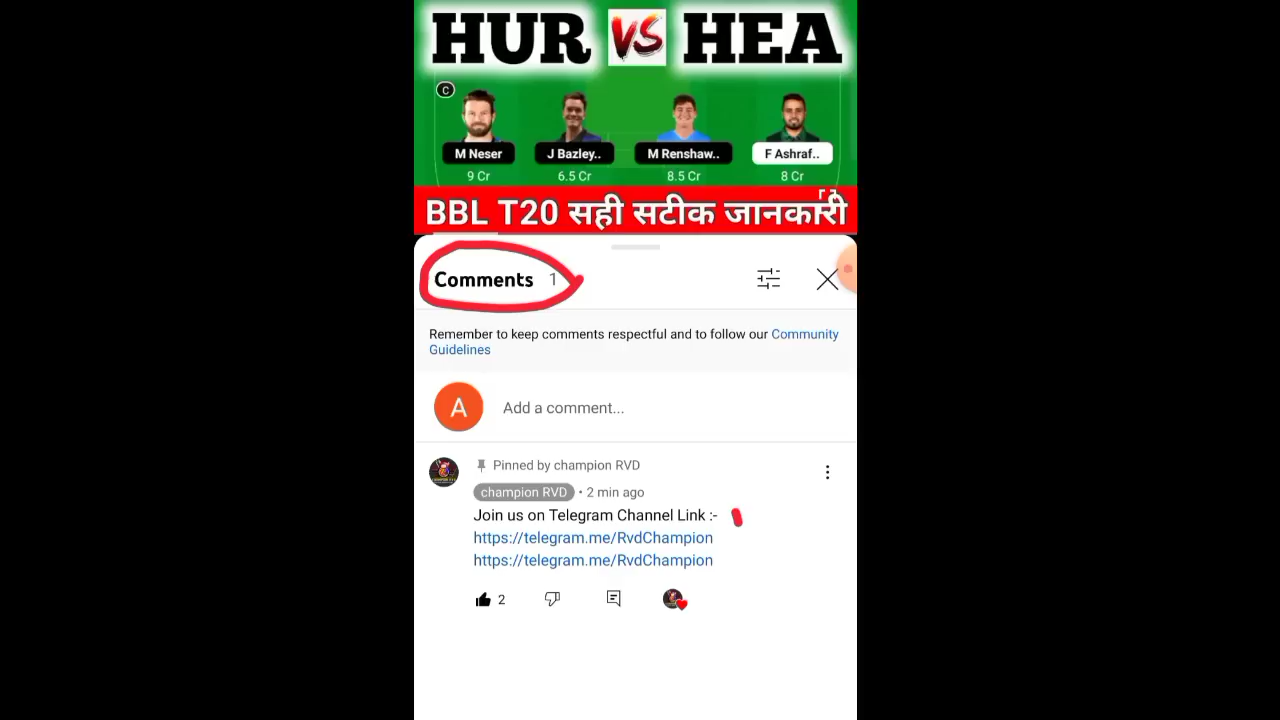 HUR VS HEA
C
M Neser J Bazley.. M Renshaw.. F Ashraf..
9 Cr 6.5 Cr 8.5 Cr 8 Cr
BBL T20 सही सटीक जानकारी
Comments 1
Remember to keep comments respectful and to follow our Community
Guidelines
A Add a comment...
Pinned by champion RVD
champion RVD • 2 min ago
Join us on Telegram Channel Link :-
https://telegram.me/RvdChampion
https://telegram.me/RvdChampion
2